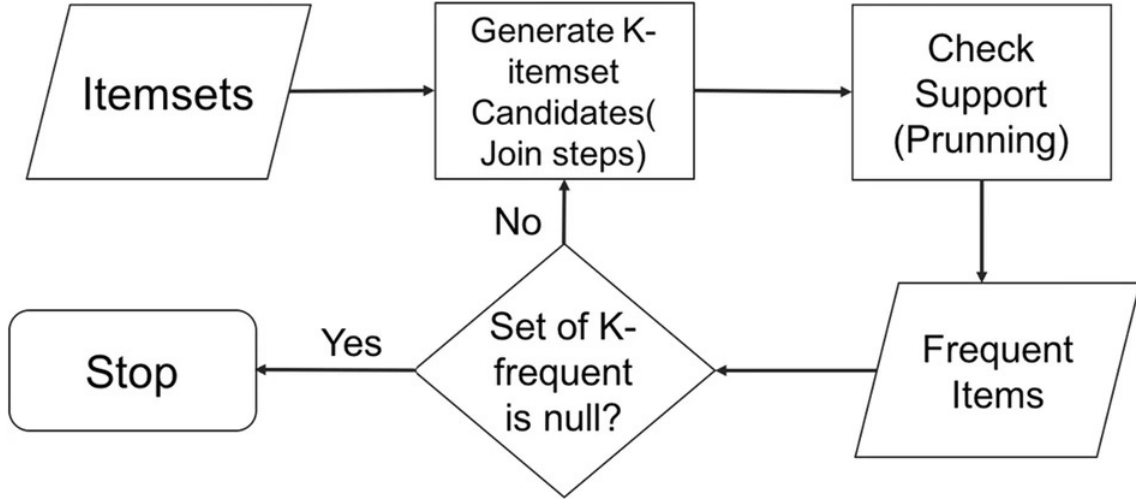 Itemsets
Generate K-
itemset
Candidates(
Join steps)
Check
Support
(Prunning)
No
Stop
Yes
Set of K-
frequent
is null?
Frequent
Items